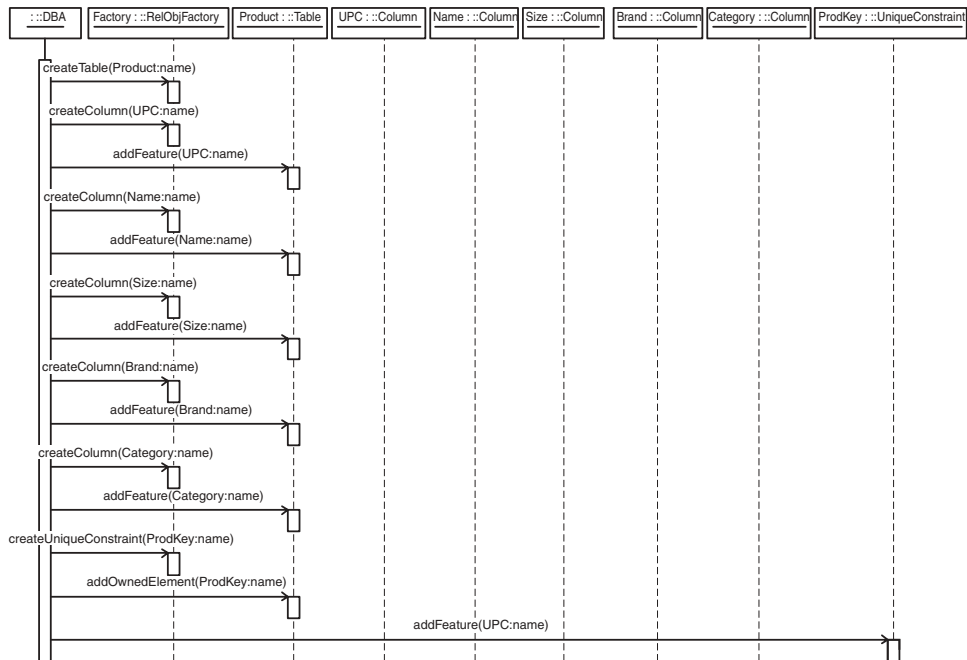 : ::DBA
Factory : ::RelObjFactory
Product : ::Table
UPC : ::Column
Name : ::Column
Size : ::Column
Brand : ::Column
Category : ::Column
ProdKey : ::UniqueConstraint
createTable(Product:name)
createColumn(UPC:name)
addFeature(UPC:name)
createColumn(Name:name)
addFeature(Name:name)
createColumn(Size:name)
addFeature(Size:name)
createColumn(Brand:name)
addFeature(Brand:name)
createColumn(Category:name)
addFeature(Category:name)
createUniqueConstraint(ProdKey:name)
addOwnedElement(ProdKey:name)
addFeature(UPC:name)